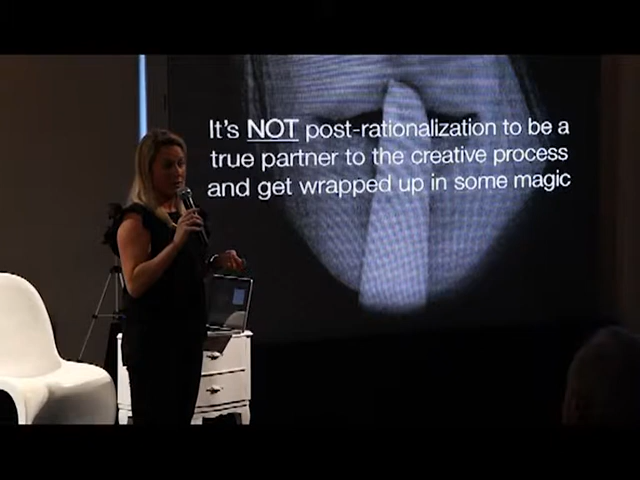 It's NOT post-rationalization to be a
true partner to the creative process
and get wrapped up in some magic